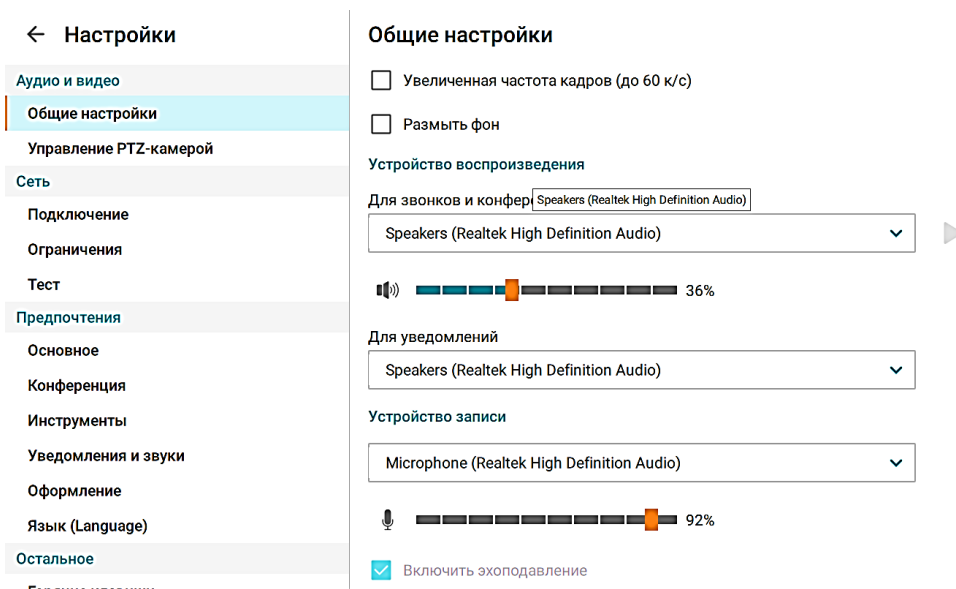 Настройки
Аудио и видео
Общие настройки
Управление PTZ-камерой
Сеть
Подключение
Ограничения
Тест
Предпочтения
Основное
Конференция
Инструменты
Уведомления и звуки
Оформление
Язык (Language)
Остальное
Общие настройки
Увеличенная частота кадров (до 60 к/с)
Размыть фон
Устройство воспроизведения
Для звонков и конфер
Speakers (Realtek High Definition Audio)
Speakers (Realtek High Definition Audio)
36%
Для уведомлений
Speakers (Realtek High Definition Audio)
Устройство записи
Microphone (Realtek High Definition Audio)
92%
Включить эхоподавление